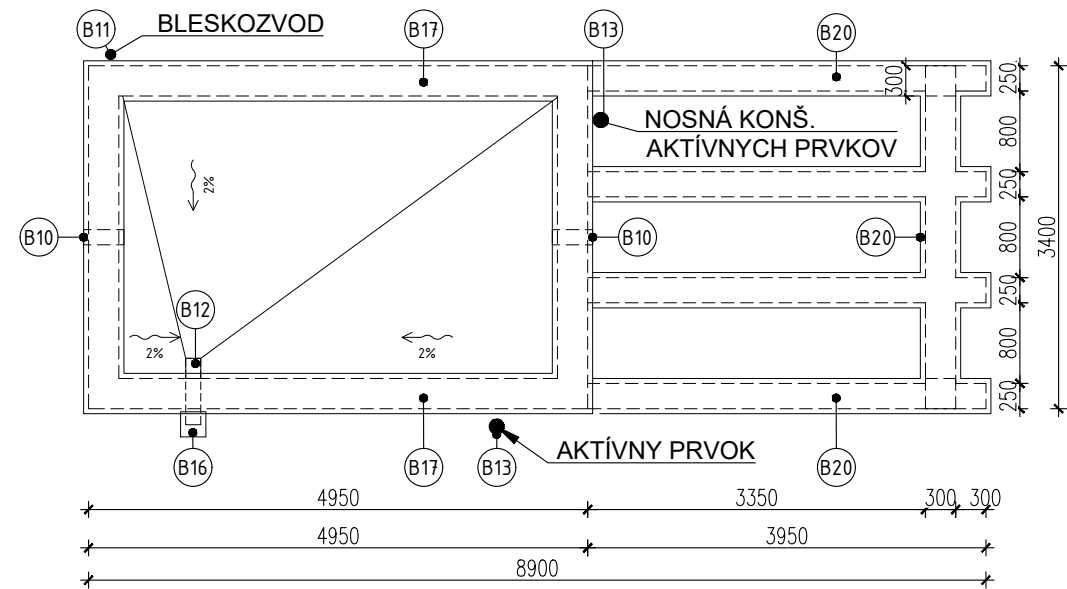 B11
BLESKOZVOD
B17
B13
B20
300
250
NOSNÁ KONŠ.
AKTÍVNYCH PRVKOV
800
2%
250
B10
B10
B20
800
3400
B12
250
2%
2%
800
250
B16
B17
B13
AKTÍVNY PRVOK
B20
4950
3350
300
300
4950
3950
8900